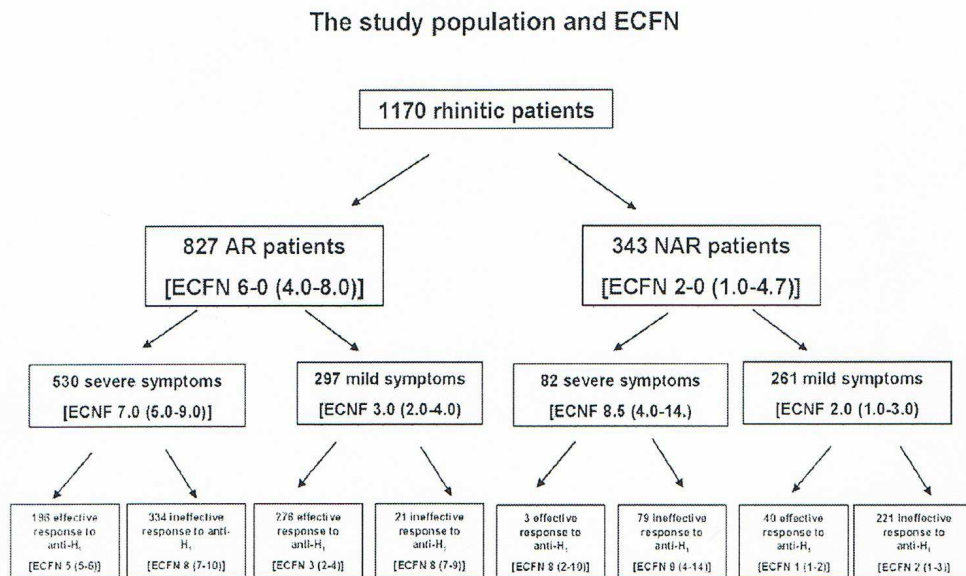 The study population and ECFN
1170 rhinitic patients
827 AR patients
[ECFN 6-0 (4.0-8.0)]
343 NAR patients
[ECFN 2-0 (1.0-4.7)]
530 severe symptoms
[ECNF 7.0 (5.0-9.0)]
297 mild symptoms
[ECNF 3.0 (2.0-4.0)
82 severe symptoms
[ECNF 8.5 (4.0-14.)
261 mild symptoms
[ECNF 2.0 (1.0-3.0)
196 effective
response to
anti-H₁
[ECFN 5 (5-6)]
334 ineffective
response to anti-
H₁
[ECFN 8 (7-10)]
276 effective
response to
anti-H₁
[ECFN 3 (2-4)]
21 ineffective
response to
anti-H₁
[ECFN 8 (7-9)]
3 effective
response to
anti-H₁
[ECFN 8 (2-10)]
79 ineffective
response to
anti-H₁
[ECFN 9 (4-14)]
40 effective
response to
anti-H₁
[ECFN 1 (1-2)]
221 ineffective
response to
anti-H₁
[ECFN 2 (1-3)]